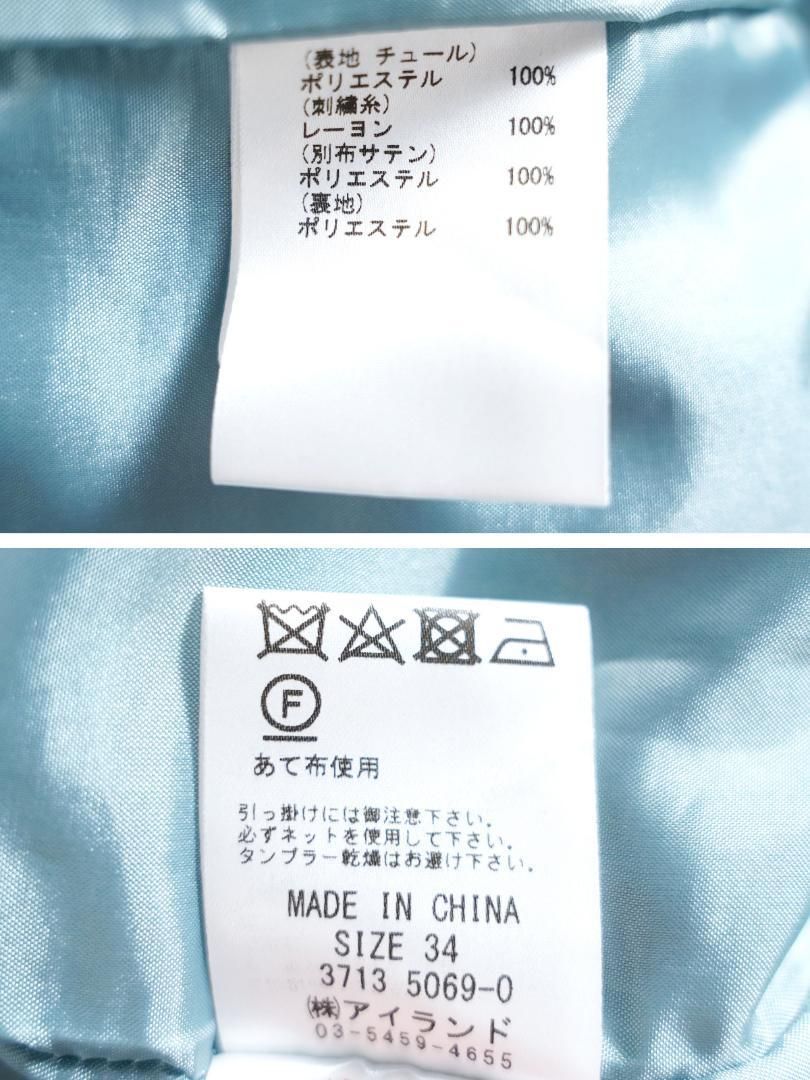 (表地 チュール)
ポリエステル 100%
(刺繍糸)
レーヨン 100%
(別布サテン)
ポリエステル 100%
(裏地)
ポリエステル 100%
F
あて布使用
引っ掛けには御注意下さい。
必ずネットを使用して下さい。
タンブラー乾燥はお避け下さい。
MADE IN CHINA
SIZE 34
3713 5069-0
(株)アイランド
03-5459-4655